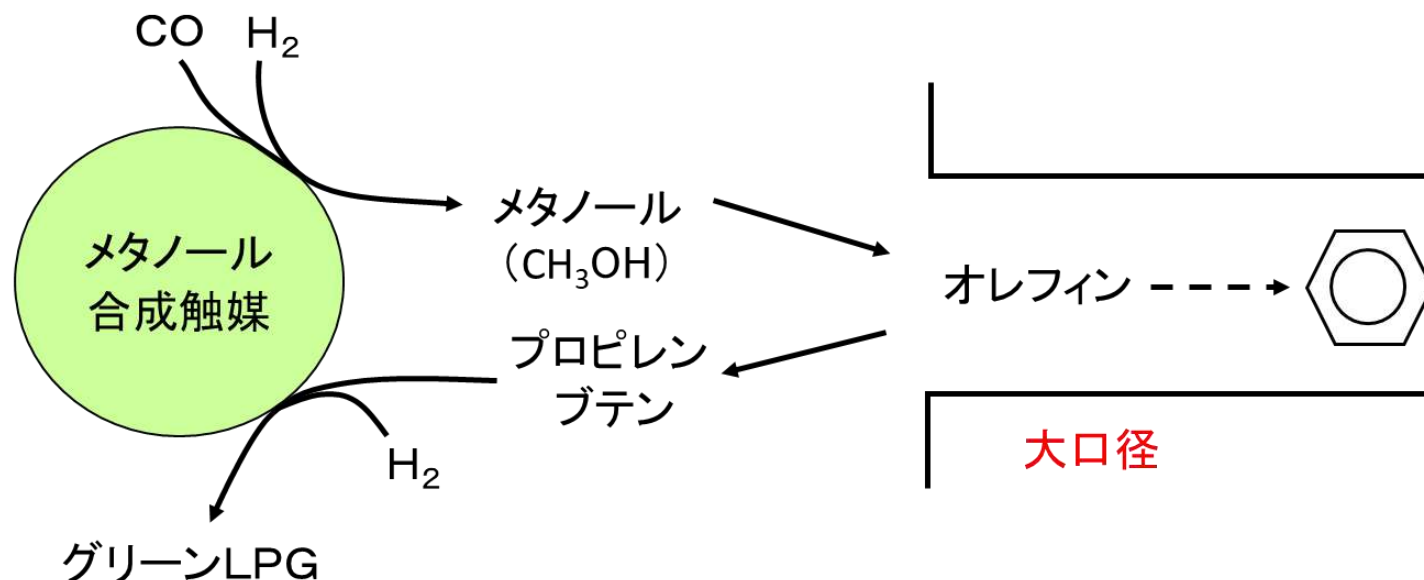 CO H₂
メタノール
合成触媒
メタノール
（CH₃OH）
オレフィン
プロピレン
ブテン
H₂
大口径
グリーンLPG